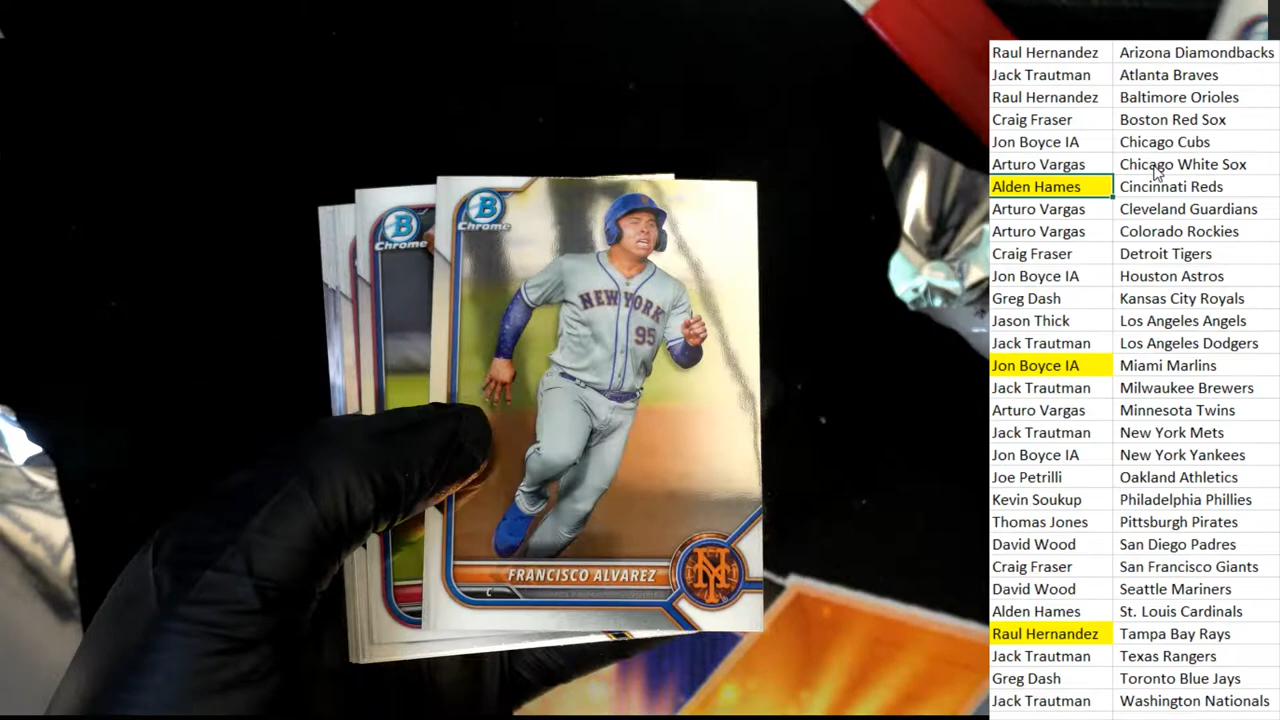 B
Chrome
B
Chrome
NEW YORK
95
FRANCISCO ALVAREZ
C
NY
Raul Hernandez Arizona Diamondbacks
Jack Trautman Atlanta Braves
Raul Hernandez Baltimore Orioles
Craig Fraser Boston Red Sox
Jon Boyce IA Chicago Cubs
Arturo Vargas Chicago White Sox
Alden Hames Cincinnati Reds
Arturo Vargas Cleveland Guardians
Arturo Vargas Colorado Rockies
Craig Fraser Detroit Tigers
Jon Boyce IA Houston Astros
Greg Dash Kansas City Royals
Jason Thick Los Angeles Angels
Jack Trautman Los Angeles Dodgers
Jon Boyce IA Miami Marlins
Jack Trautman Milwaukee Brewers
Arturo Vargas Minnesota Twins
Jack Trautman New York Mets
Jon Boyce IA New York Yankees
Joe Petrilli Oakland Athletics
Kevin Soukup Philadelphia Phillies
Thomas Jones Pittsburgh Pirates
David Wood San Diego Padres
Craig Fraser San Francisco Giants
David Wood Seattle Mariners
Alden Hames St. Louis Cardinals
Raul Hernandez Tampa Bay Rays
Jack Trautman Texas Rangers
Greg Dash Toronto Blue Jays
Jack Trautman Washington Nationals